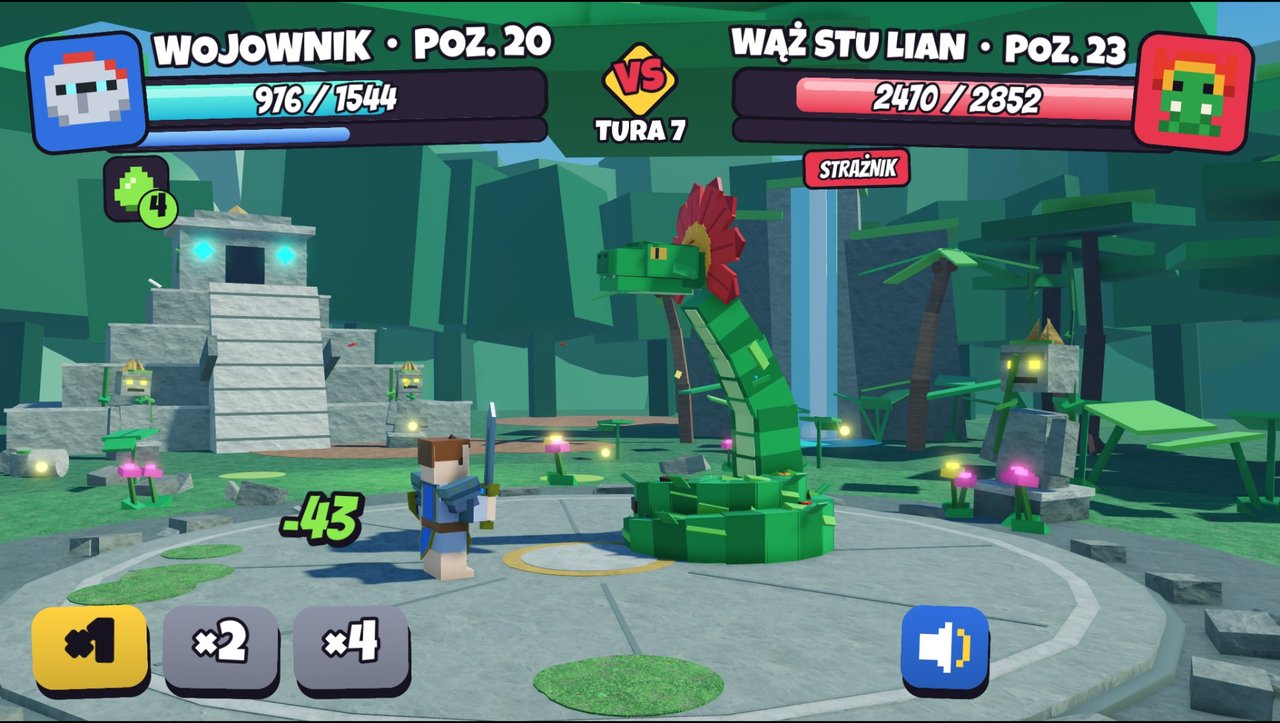 WOJOWNIK • POZ. 20
976 / 1544
VS
TURA 7
WĄŻ STU LIAN • POZ. 23
2470 / 2852
STRAŻNIK
4
-43
×1
×2
×4